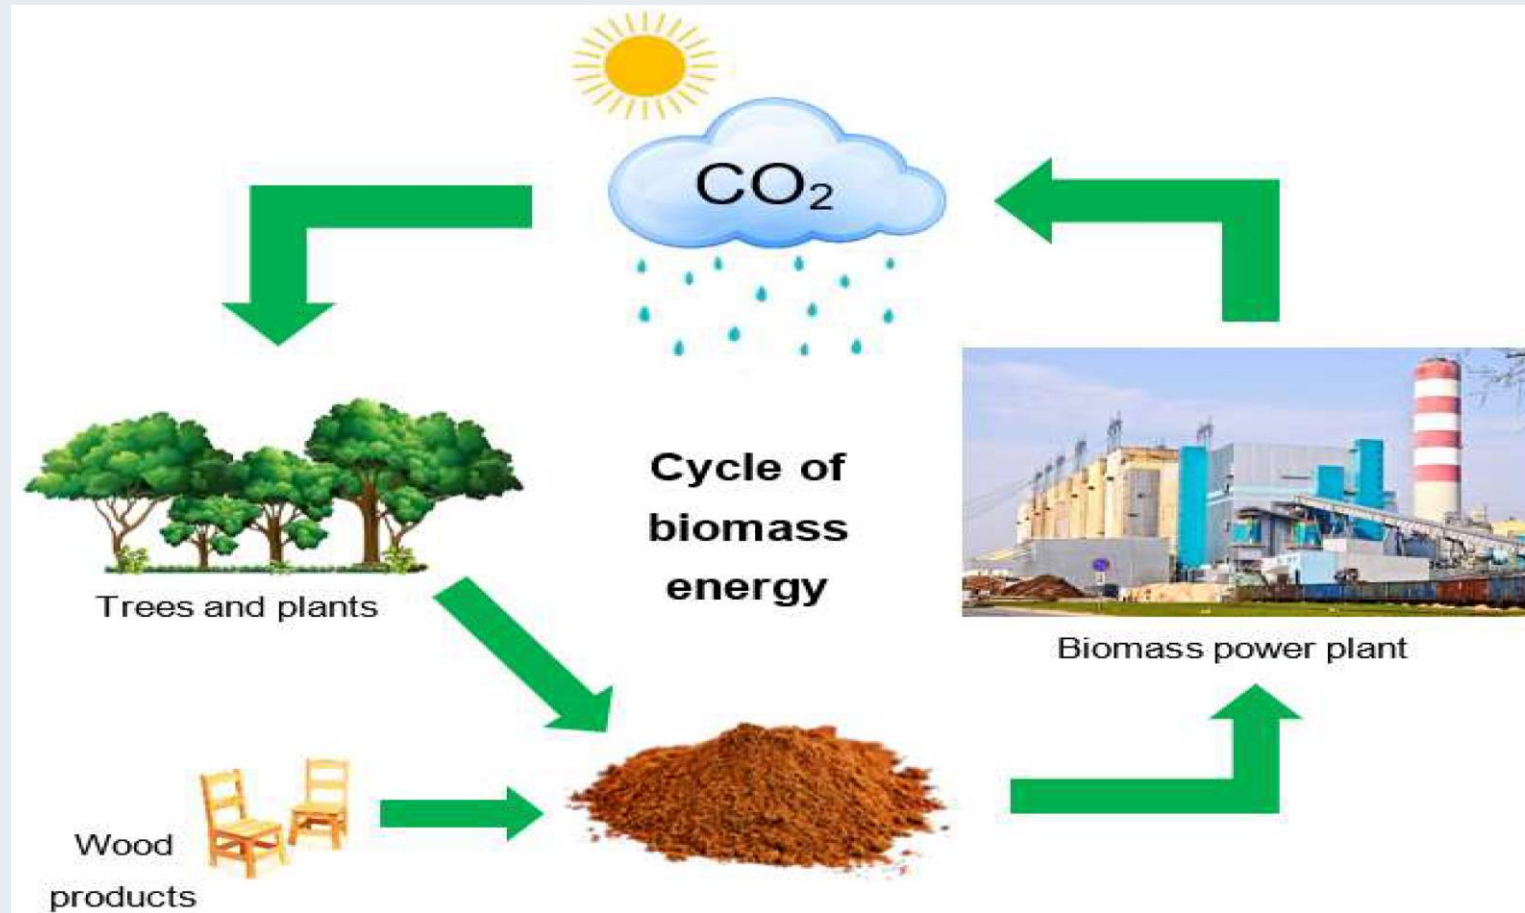 CO₂
Cycle of
biomass
energy
Trees and plants
Biomass power plant
Wood
products